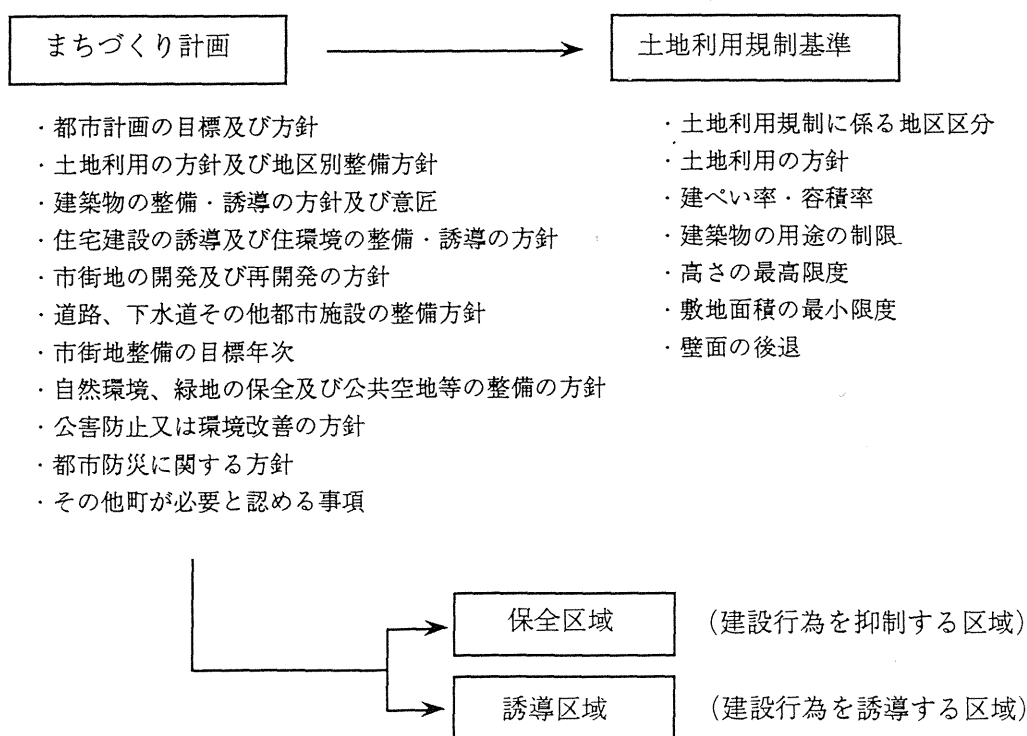 まちづくり計画
・都市計画の目標及び方針
・土地利用の方針及び地区別整備方針
・建築物の整備・誘導の方針及び意匠
・住宅建設の誘導及び住環境の整備・誘導の方針
・市街地の開発及び再開発の方針
・道路、下水道その他都市施設の整備方針
・市街地整備の目標年次
・自然環境、緑地の保全及び公共空地等の整備の方針
・公害防止又は環境改善の方針
・都市防災に関する方針
・その他町が必要と認める事項
土地利用規制基準
・土地利用規制に係る地区区分
・土地利用の方針
・建ぺい率・容積率
・建築物の用途の制限
・高さの最高限度
・敷地面積の最小限度
・壁面の後退
保全区域 (建設行為を抑制する区域)
誘導区域 (建設行為を誘導する区域)